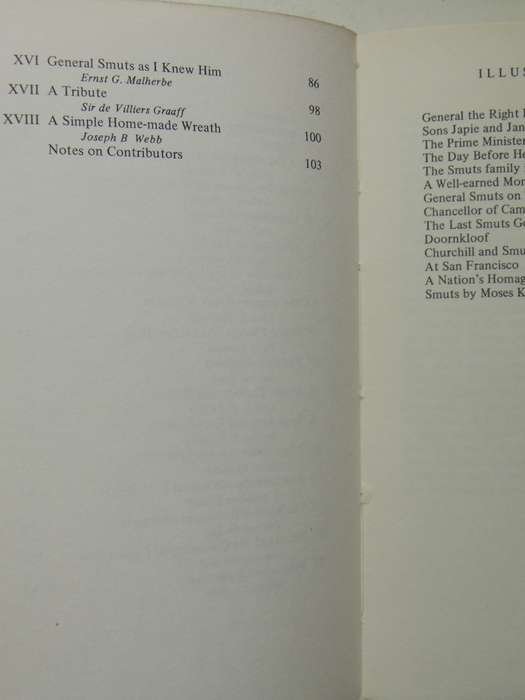 XVI General Smuts as I Knew Him
Ernst G. Malherbe 86
XVII A Tribute
Sir de Villiers Graaff 98
XVIII A Simple Home-made Wreath
Joseph B Webb 100
Notes on Contributors 103
ILLUS
General the Right
Sons Japie and Jan
The Prime Minister
The Day Before He
The Smuts family
A Well-earned Mor
General Smuts on
Chancellor of Cam
The Last Smuts Ge
Doornkloof
Churchill and Smu
At San Francisco
A Nation's Homag
Smuts by Moses K